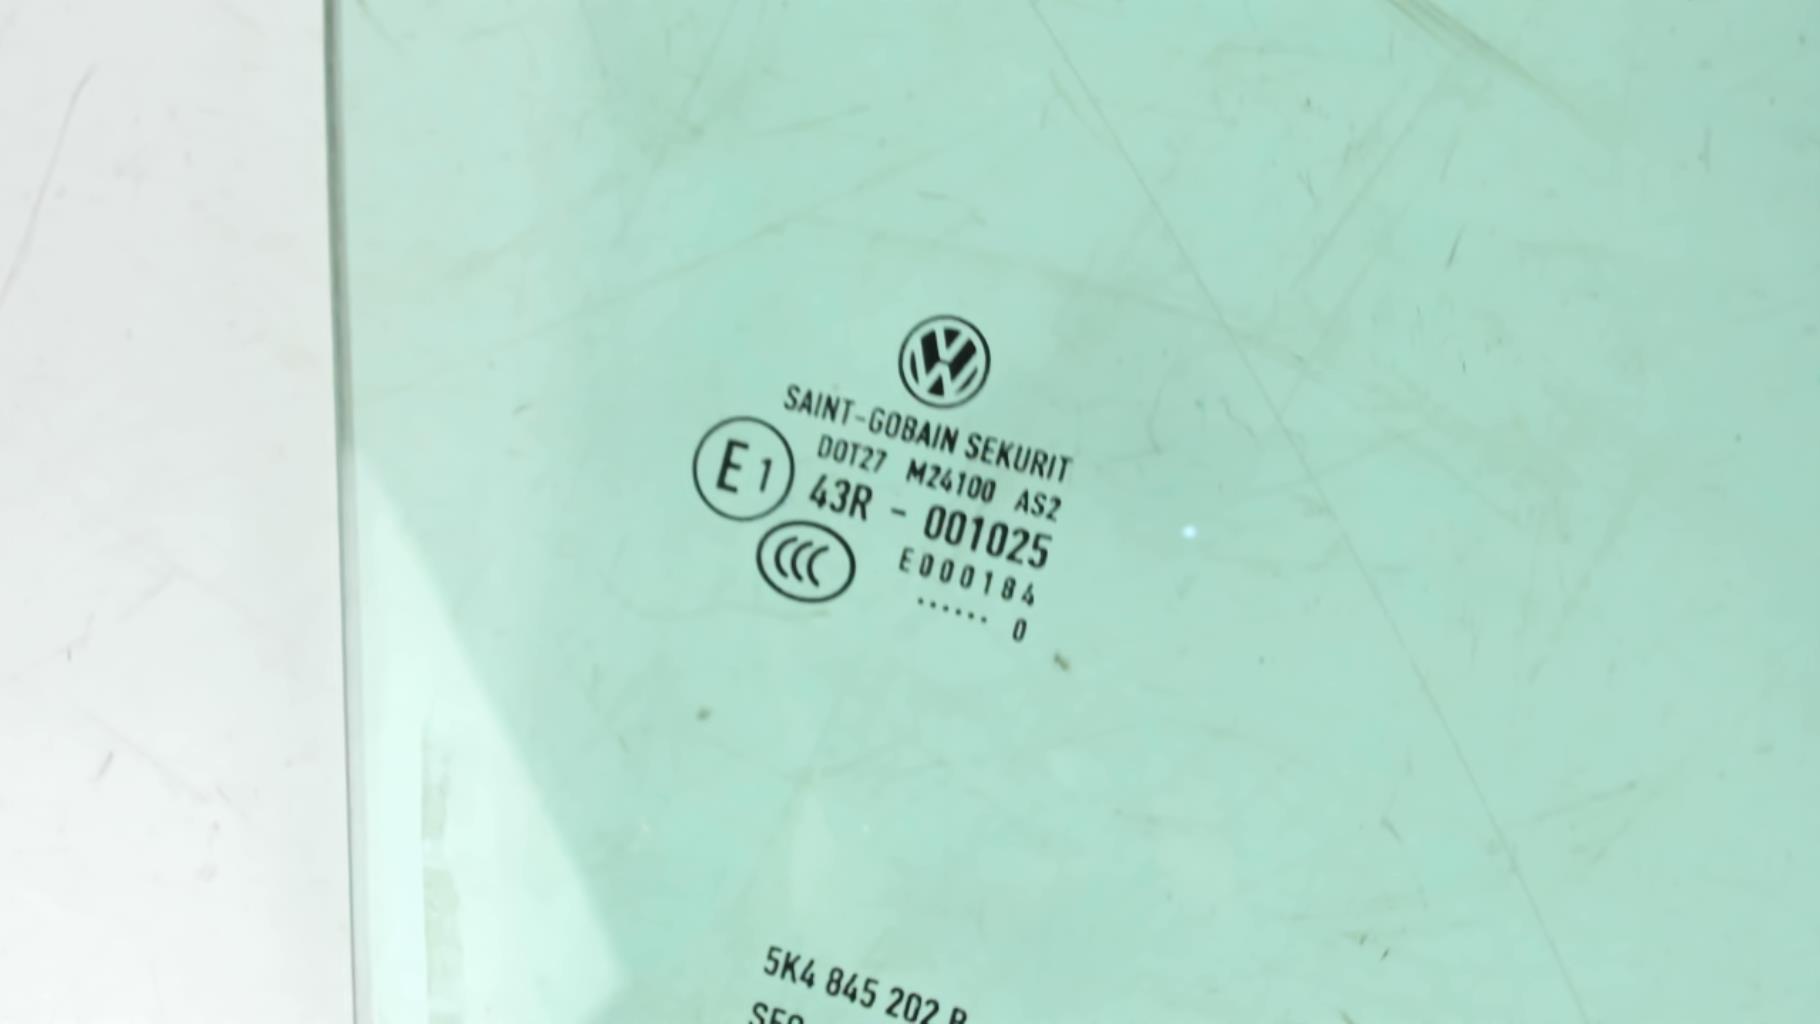 SAINT-GOBAIN SEKURIT
DOT27 M24100 AS2
E1 43R - 001025
E000184
...... 0
5K4 845 202